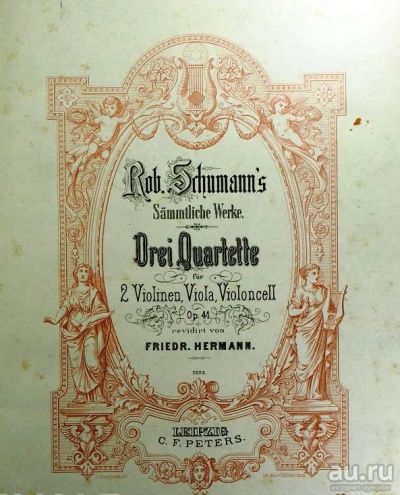 Rob. Schumann's
Sämmtliche Werke.
Drei Quartette
für
2 Violinen, Viola, Violoncell
Op. 41
revidirt von
FRIEDR. HERMANN.
7023
LEIPZIG
C. F. PETERS.
au.ru